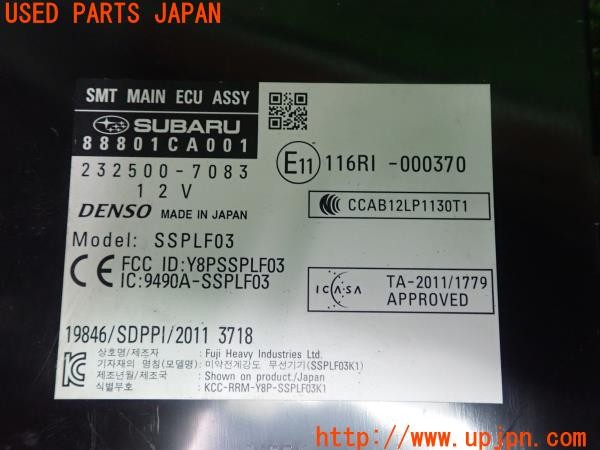 USED PARTS JAPAN
SMT MAIN ECU ASSY
SUBARU
88801CA001
232500-7083
12V
DENSO MADE IN JAPAN
Model: SSPLF03
CE FCC ID:Y8PSSPLF03
IC:9490A-SSPLF03
E11 116RI -000370
CCAB12LP1130T1
ICASA TA-2011/1779
APPROVED
19846/SDPPI/2011 3718
상호명/제조자 : Fuji Heavy Industries Ltd.
기자재의 명칭(모델명) : 미약전계강도 무선기기(SSPLF03K1)
제조년월/제조국 : Shown on product/Japan
식별부호 : KCC-RRM-Y8P-SSPLF03K1
http://www.upjpn.com